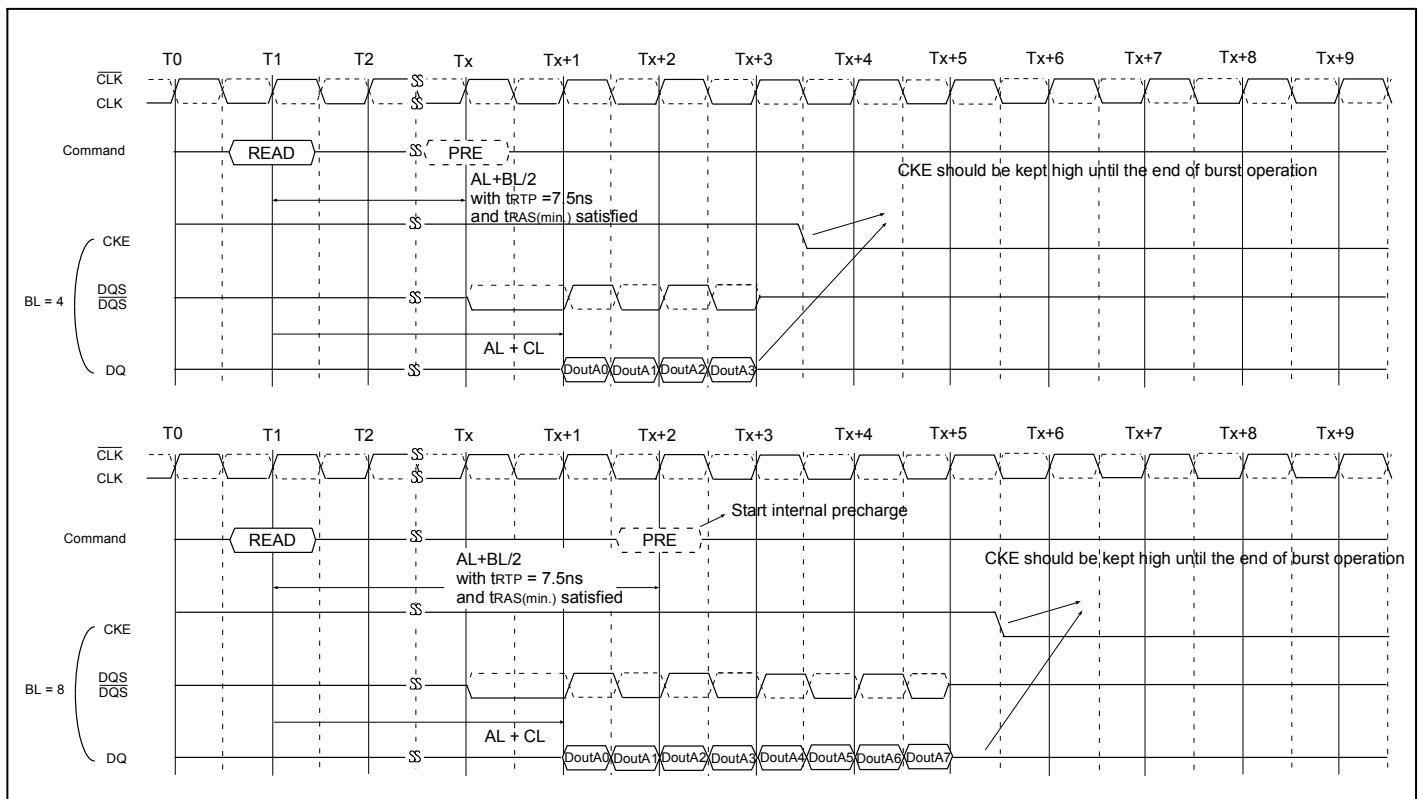 T0 T1 T2 Tx Tx+1 Tx+2 Tx+3 Tx+4 Tx+5 Tx+6 Tx+7 Tx+8 Tx+9
CLK
CLK
Command READ PRE
CKE should be kept high until the end of burst operation
AL+BL/2
with tRTP =7.5ns
and tRAS(min.) satisfied
CKE
BL = 4
DQS
DQS
AL + CL
DQ DoutA0 DoutA1 DoutA2 DoutA3
T0 T1 T2 Tx Tx+1 Tx+2 Tx+3 Tx+4 Tx+5 Tx+6 Tx+7 Tx+8 Tx+9
CLK
CLK
Start internal precharge
Command READ PRE
CKE should be kept high until the end of burst operation
AL+BL/2
with tRTP = 7.5ns
and tRAS(min.) satisfied
CKE
BL = 8
DQS
DQS
AL + CL
DQ DoutA0 DoutA1 DoutA2 DoutA3 DoutA4 DoutA5 DoutA6 DoutA7